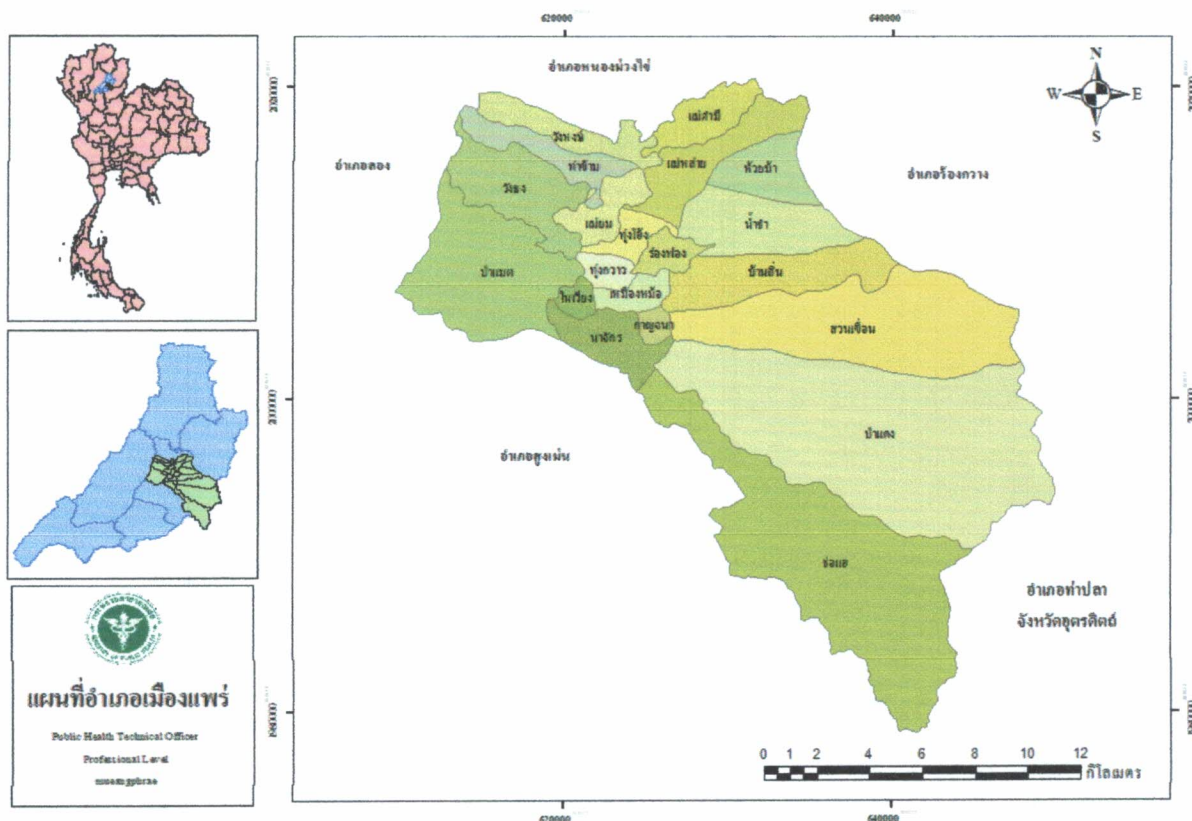 620000
640000
N
W
E
S
อำเภอหนองม่วงไข่
อำเภอลอง
อำเภอร้องกวาง
แม่คำมี
วังหงษ์
แม่หล่าย
ท่าข้าม
ห้วยม้า
วังธง
แม่ยม
น้ำชำ
ทุ่งโฮ้ง
ร่องฟอง
ป่าแมต
ทุ่งกวาว
บ้านถิ่น
ในเวียง
เหมืองหม้อ
กาญจนา
สวนเขื่อน
นาจักร
ป่าแดง
อำเภอสูงเม่น
ช่อแฮ
อำเภอท่าปลา
จังหวัดอุตรดิตถ์
0 1 2 4 6 8 10 12
กิโลเมตร
620000
640000
แผนที่อำเภอเมืองแพร่
Public Health Technical Officer
Professional Level
mueangphrae